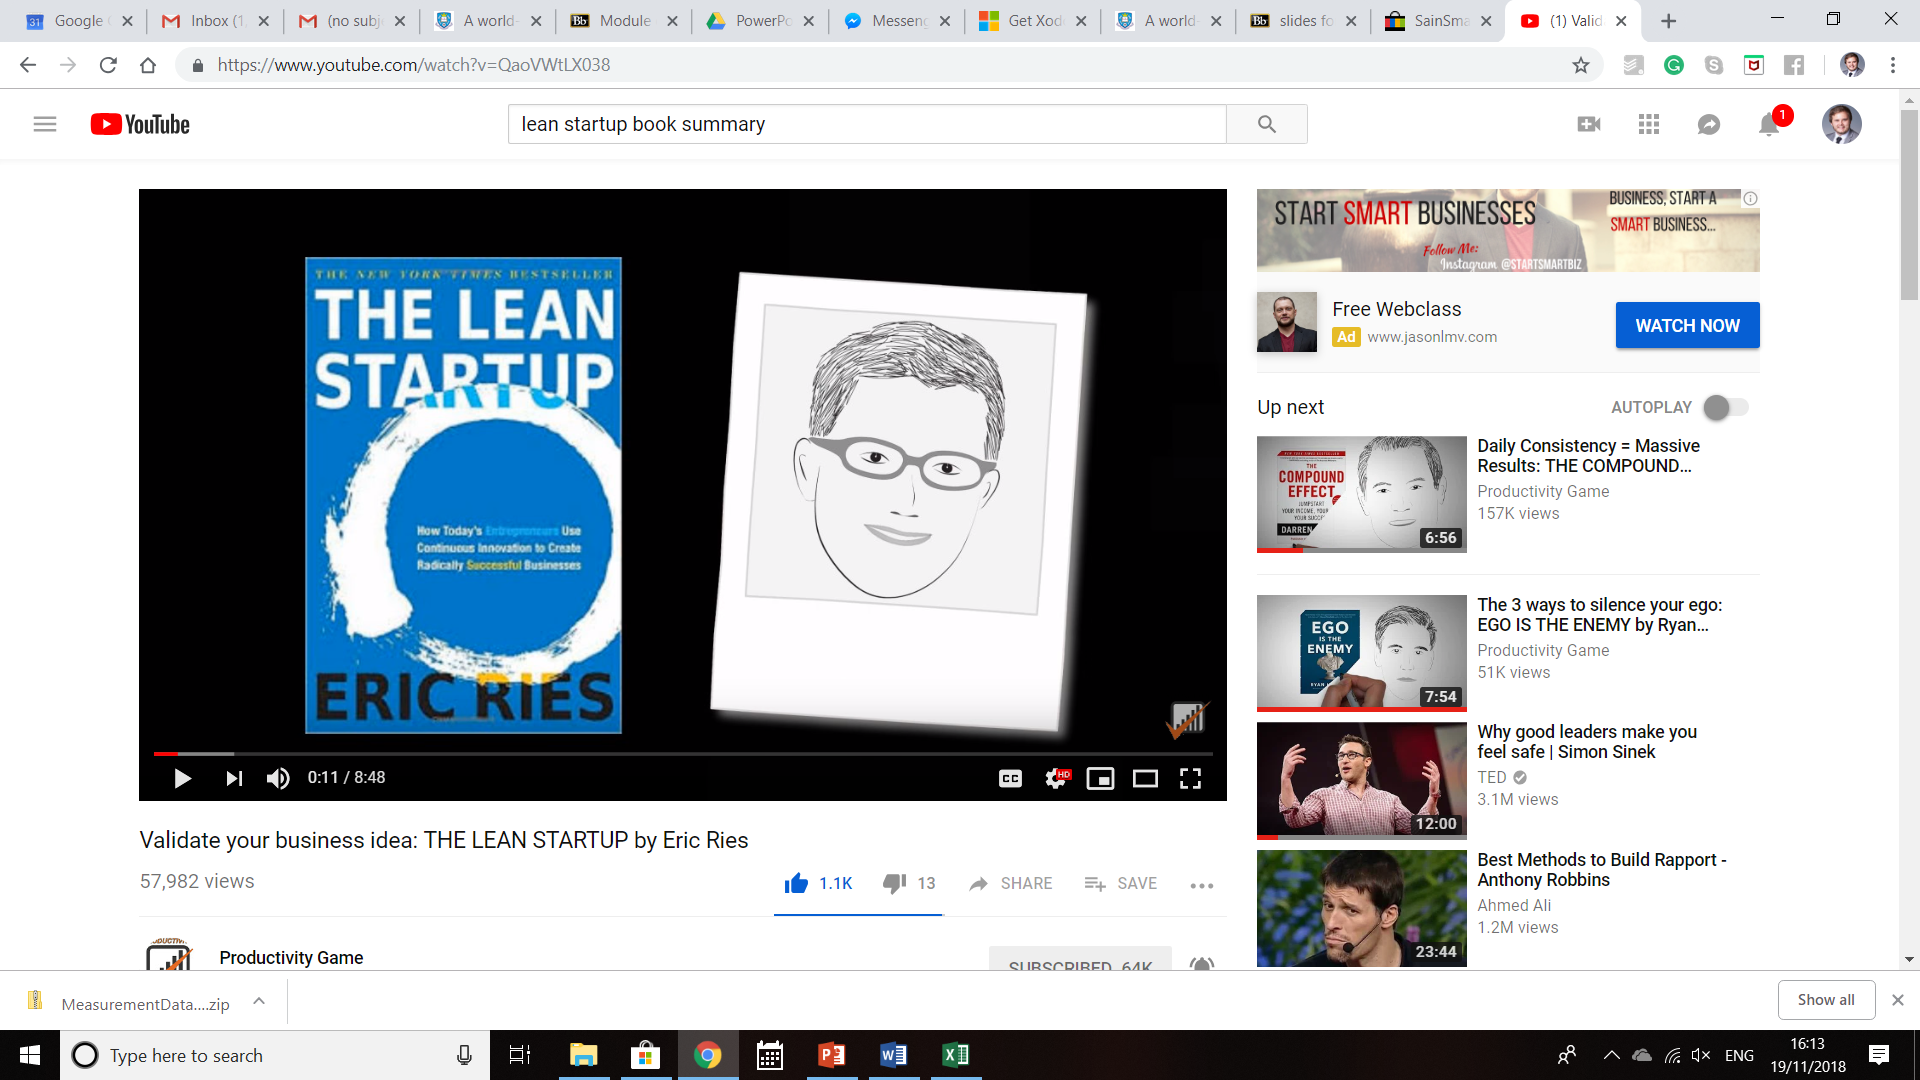 Google C
Inbox (1
(no subj
A world-
Module
PowerPo
Messeng
Get Xod
A world-
slides fo
SainSma
(1) Valid
https://www.youtube.com/watch?v=QaoVWtLX038
YouTube
lean startup book summary
1
THE NEW YORK TIMES BESTSELLER
THE LEAN
STARTUP
How Today's Entrepreneurs Use
Continuous Innovation to Create
Radically Successful Businesses
ERIC RIES
0:11 / 8:48
CC
HD
START SMART BUSINESSES
Follow Me:
Instagram @STARTSMARTBIZ
BUSINESS, START A
SMART BUSINESS...
Free Webclass
Ad www.jasonlmv.com
WATCH NOW
Up next
AUTOPLAY
THE
COMPOUND
EFFECT
DARREN
6:56
Daily Consistency = Massive
Results: THE COMPOUND...
Productivity Game
157K views
EGO
IS THE
ENEMY
7:54
The 3 ways to silence your ego:
EGO IS THE ENEMY by Ryan...
Productivity Game
51K views
12:00
Why good leaders make you
feel safe | Simon Sinek
TED
3.1M views
23:44
Best Methods to Build Rapport -
Anthony Robbins
Ahmed Ali
1.2M views
Validate your business idea: THE LEAN STARTUP by Eric Ries
57,982 views
1.1K
13
SHARE
SAVE
Productivity Game
SUBSCRIBED 64K
MeasurementData....zip
Show all
Type here to search
ENG
16:13
19/11/2018